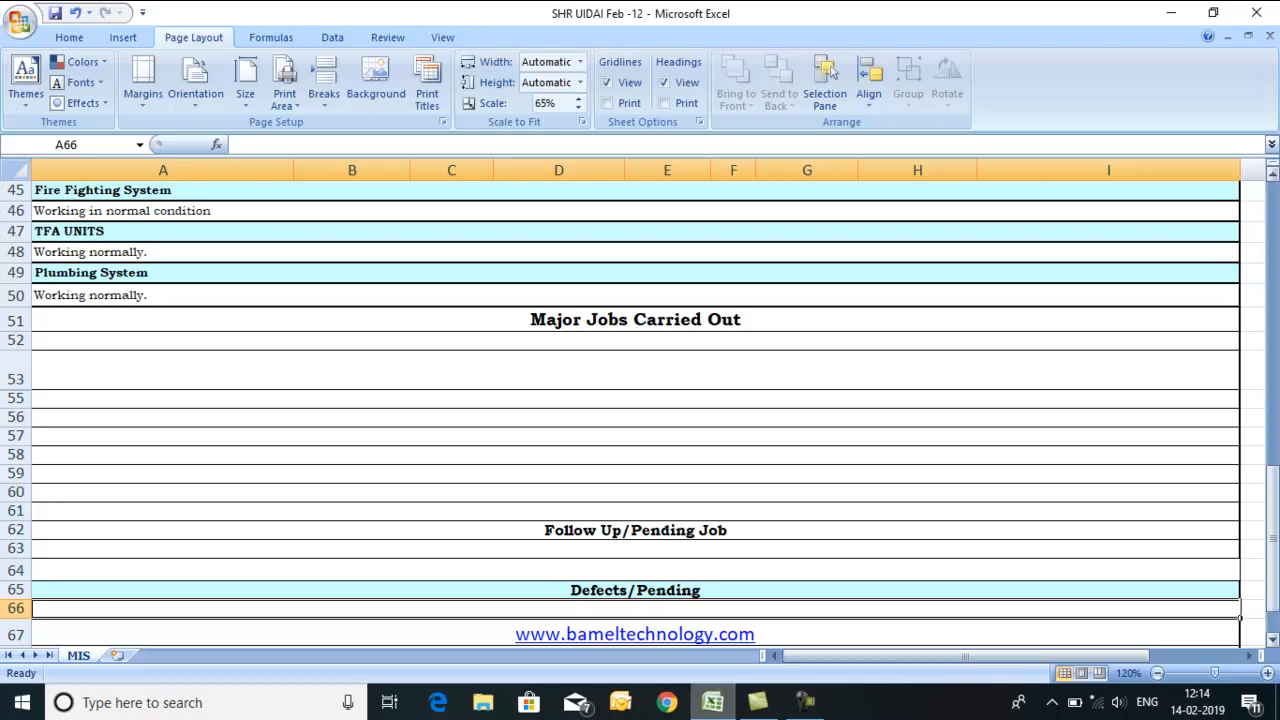 SHR UIDAI Feb -12 - Microsoft Excel
Home Insert Page Layout Formulas Data Review View
Themes
Colors
Fonts
Effects
Themes
Margins Orientation Size Print Area Breaks Background Print Titles
Page Setup
Width: Automatic
Height: Automatic
Scale: 65%
Scale to Fit
Gridlines Headings
View View
Print Print
Sheet Options
Bring to Front Send to Back Selection Pane Align Group Rotate
Arrange
A66 fx
A B C D E F G H I
45 Fire Fighting System
46 Working in normal condition
47 TFA UNITS
48 Working normally.
49 Plumbing System
50 Working normally.
51 Major Jobs Carried Out
52
53
55
56
57
58
59
60
61
62 Follow Up/Pending Job
63
64
65 Defects/Pending
66
67 www.bameltechnology.com
MIS
Ready 120%
Type here to search
7
ENG
12:14
14-02-2019
11